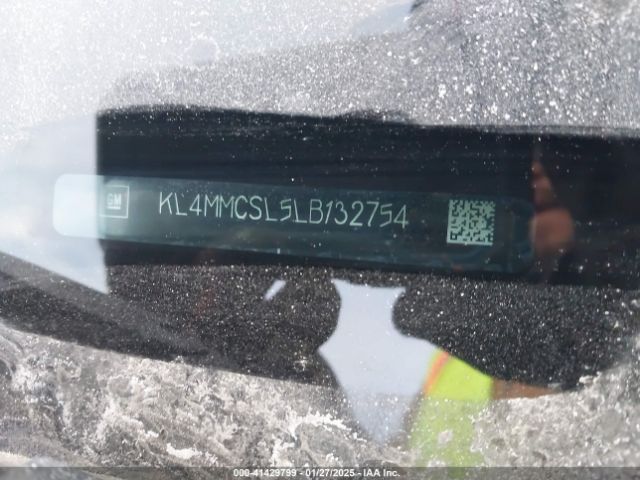 GM
KL4MMCSL5LB132754
000-41429799 - 01/27/2025 - IAA Inc.